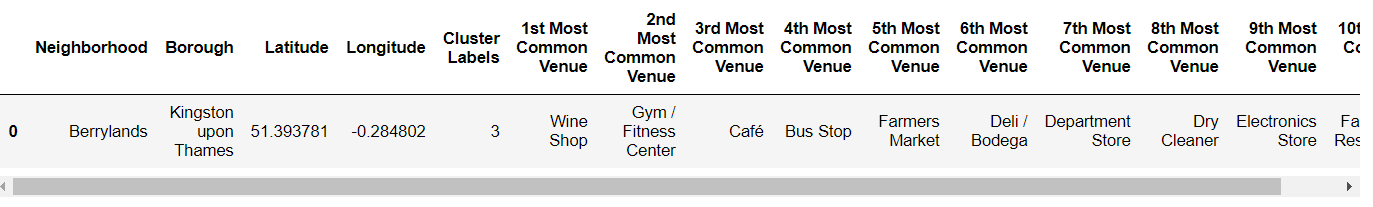 Neighborhood Borough Latitude Longitude Cluster Labels 1st Most Common Venue 2nd Most Common Venue 3rd Most Common Venue 4th Most Common Venue 5th Most Common Venue 6th Most Common Venue 7th Most Common Venue 8th Most Common Venue 9th Most Common Venue
0 Berrylands Kingston upon Thames 51.393781 -0.284802 3 Wine Shop Gym / Fitness Center Café Bus Stop Farmers Market Deli / Bodega Department Store Dry Cleaner Electronics Store